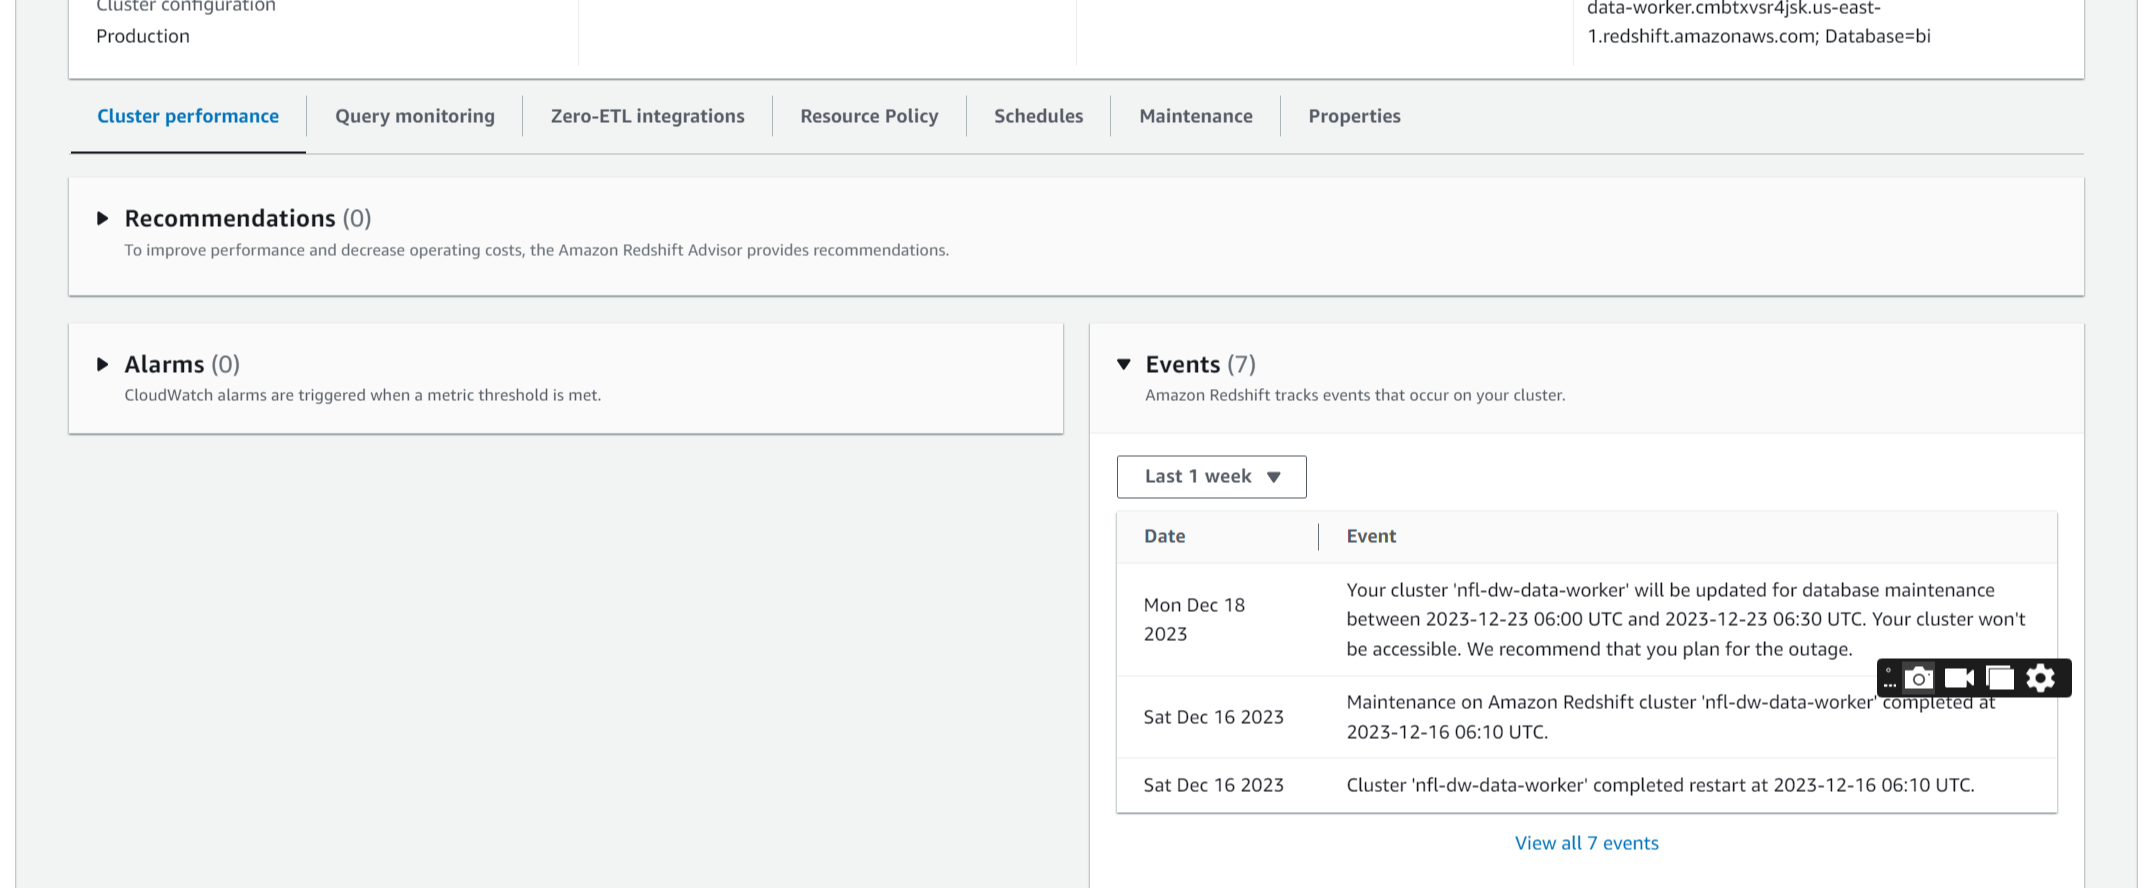 Cluster configuration
Production
data-worker.cmbtxvsr4jsk.us-east-
1.redshift.amazonaws.com; Database=bi
Cluster performance
Query monitoring
Zero-ETL integrations
Resource Policy
Schedules
Maintenance
Properties
Recommendations (0)
To improve performance and decrease operating costs, the Amazon Redshift Advisor provides recommendations.
Alarms (0)
CloudWatch alarms are triggered when a metric threshold is met.
Events (7)
Amazon Redshift tracks events that occur on your cluster.
Last 1 week
Date
Event
Mon Dec 18
2023
Your cluster 'nfl-dw-data-worker' will be updated for database maintenance
between 2023-12-23 06:00 UTC and 2023-12-23 06:30 UTC. Your cluster won't
be accessible. We recommend that you plan for the outage.
Sat Dec 16 2023
Maintenance on Amazon Redshift cluster 'nfl-dw-data-worker' completed at
2023-12-16 06:10 UTC.
Sat Dec 16 2023
Cluster 'nfl-dw-data-worker' completed restart at 2023-12-16 06:10 UTC.
View all 7 events